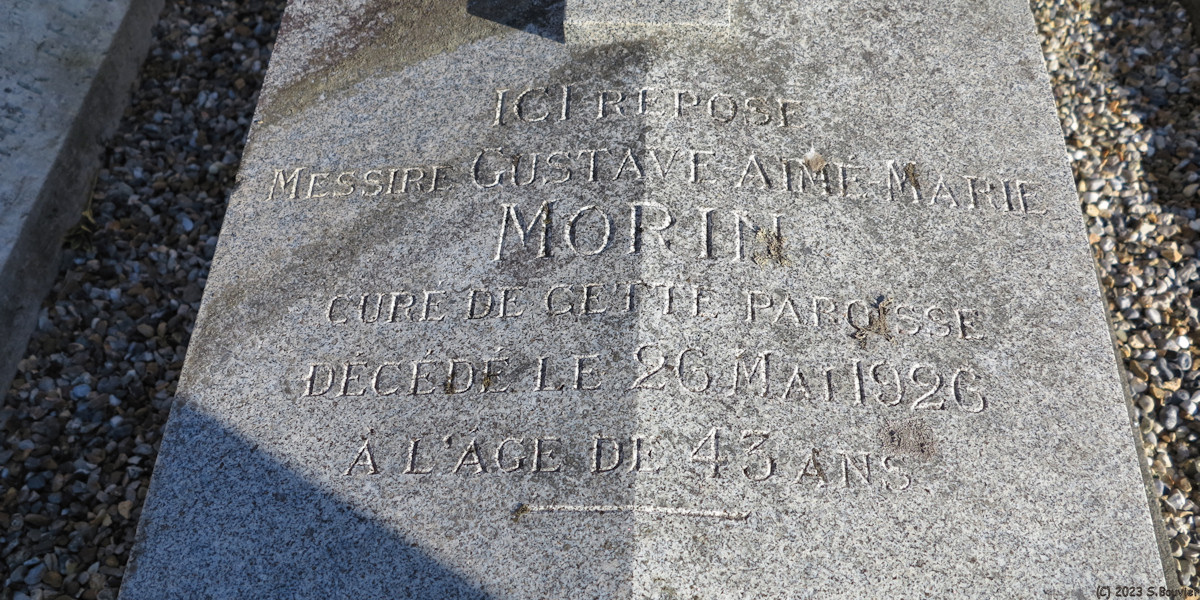 ICI REPOSE
MESSIRE GUSTAVE-AIMÉ-MARIE
MORIN
CURÉ DE CETTE PAROISSE
DÉCÉDÉ LE 26 MAI 1926
À L'ÂGE DE 43 ANS
(C) 2023 S.Bouvier